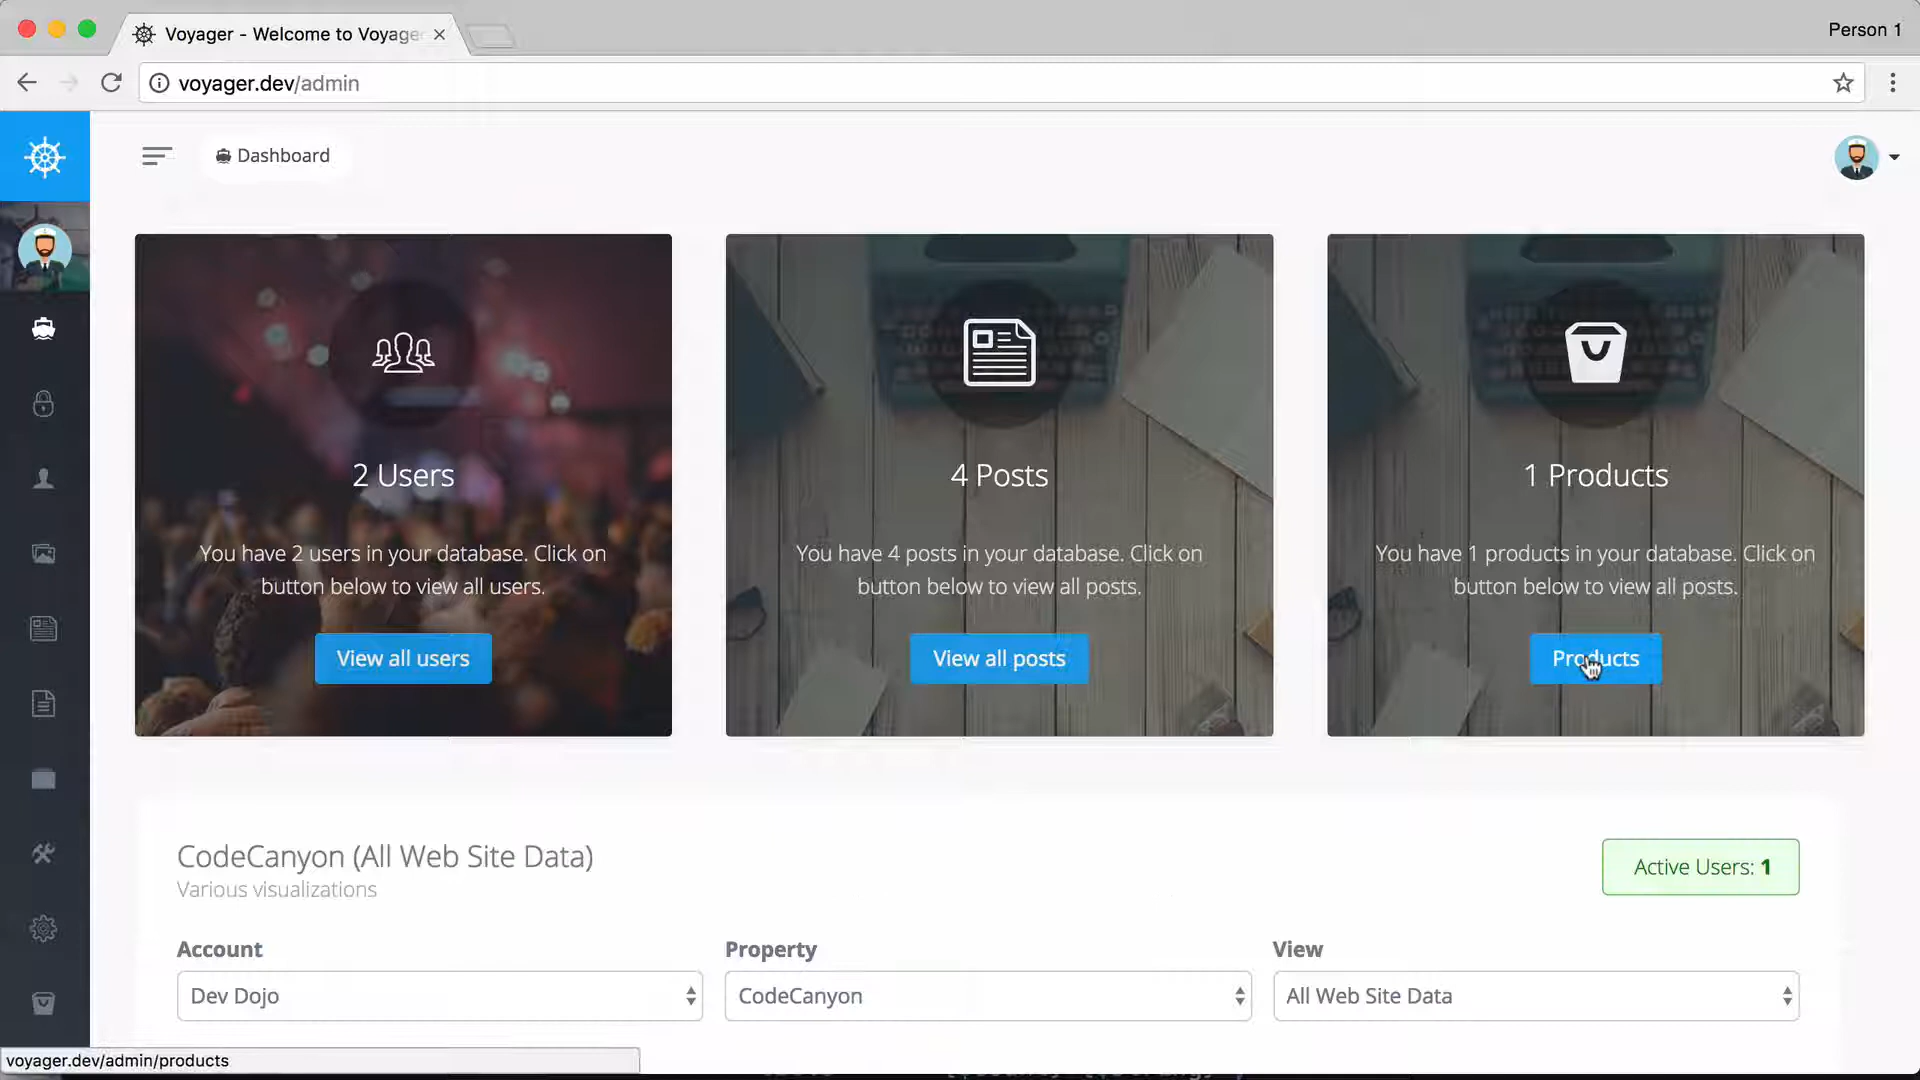 Voyager - Welcome to Voyage
Person 1
voyager.dev/admin
Dashboard
2 Users
You have 2 users in your database. Click on
button below to view all users.
View all users
4 Posts
You have 4 posts in your database. Click on
button below to view all posts.
View all posts
1 Products
You have 1 products in your database. Click on
button below to view all posts.
Products
CodeCanyon (All Web Site Data)
Various visualizations
Active Users: 1
Account
Property
View
Dev Dojo
CodeCanyon
All Web Site Data
voyager.dev/admin/products